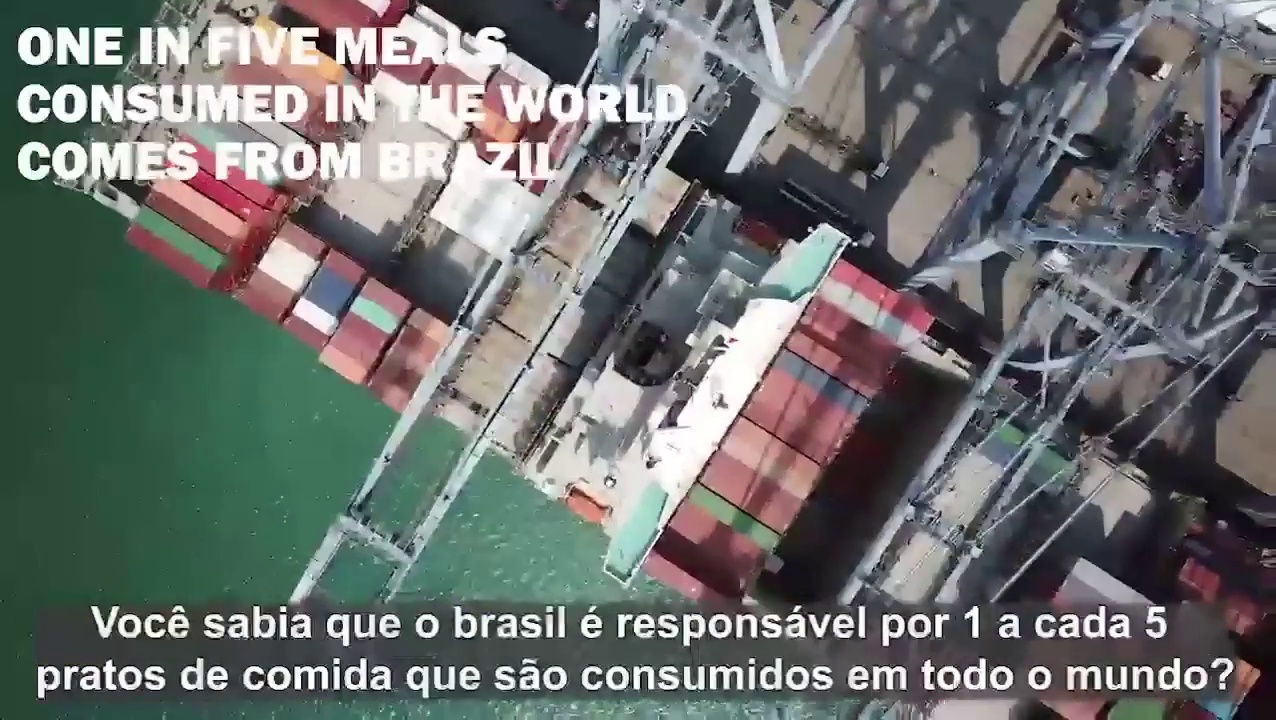 ONE IN FIVE MEALS
CONSUMED IN THE WORLD
COMES FROM BRAZIL
Você sabia que o brasil é responsável por 1 a cada 5
pratos de comida que são consumidos em todo o mundo?